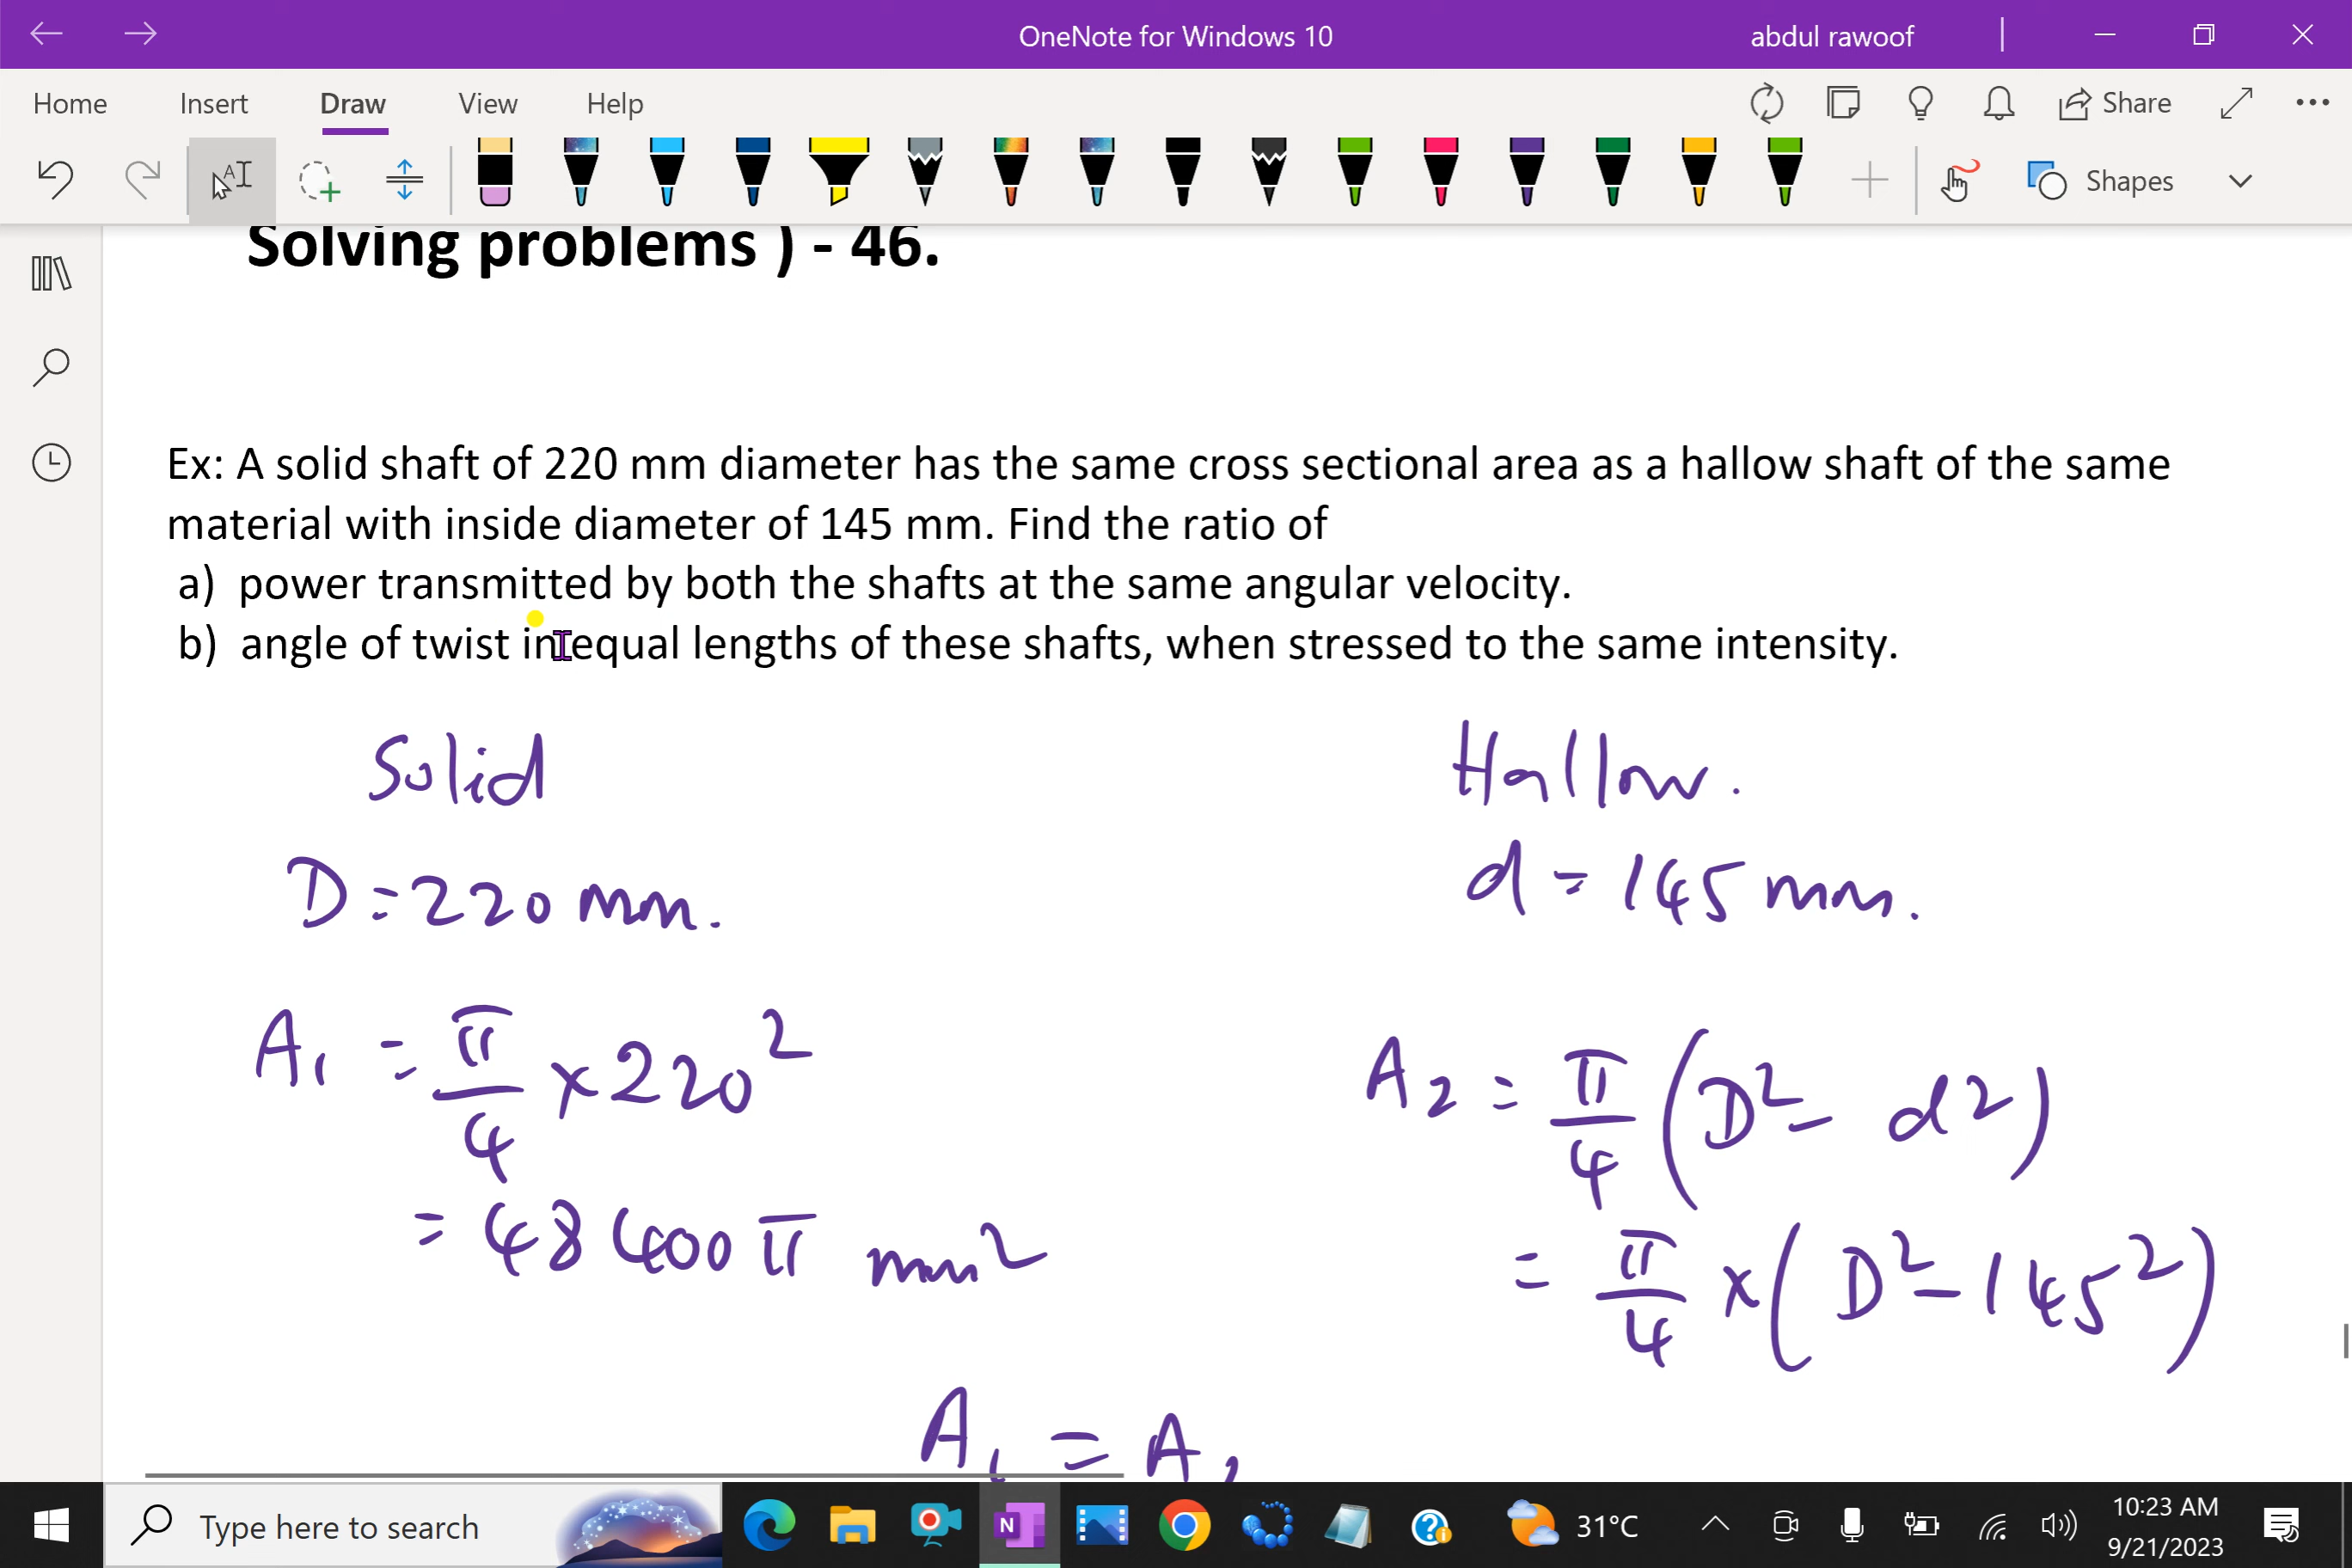 OneNote for Windows 10
abdul rawoof
Home Insert Draw View Help
Share
Shapes
Solving problems ) - 46.
Ex: A solid shaft of 220 mm diameter has the same cross sectional area as a hallow shaft of the same
material with inside diameter of 145 mm. Find the ratio of
a) power transmitted by both the shafts at the same angular velocity.
b) angle of twist in equal lengths of these shafts, when stressed to the same intensity.
Solid
Hallow.
D = 220 mm.
d = 145 mm.
A₁ = π/4 × 220²
A₂ = π/4 (D² - d²)
= 48400 π mm²
= π/4 × (D² - 145²)
A₁ = A₂
Type here to search
31°C
10:23 AM
9/21/2023